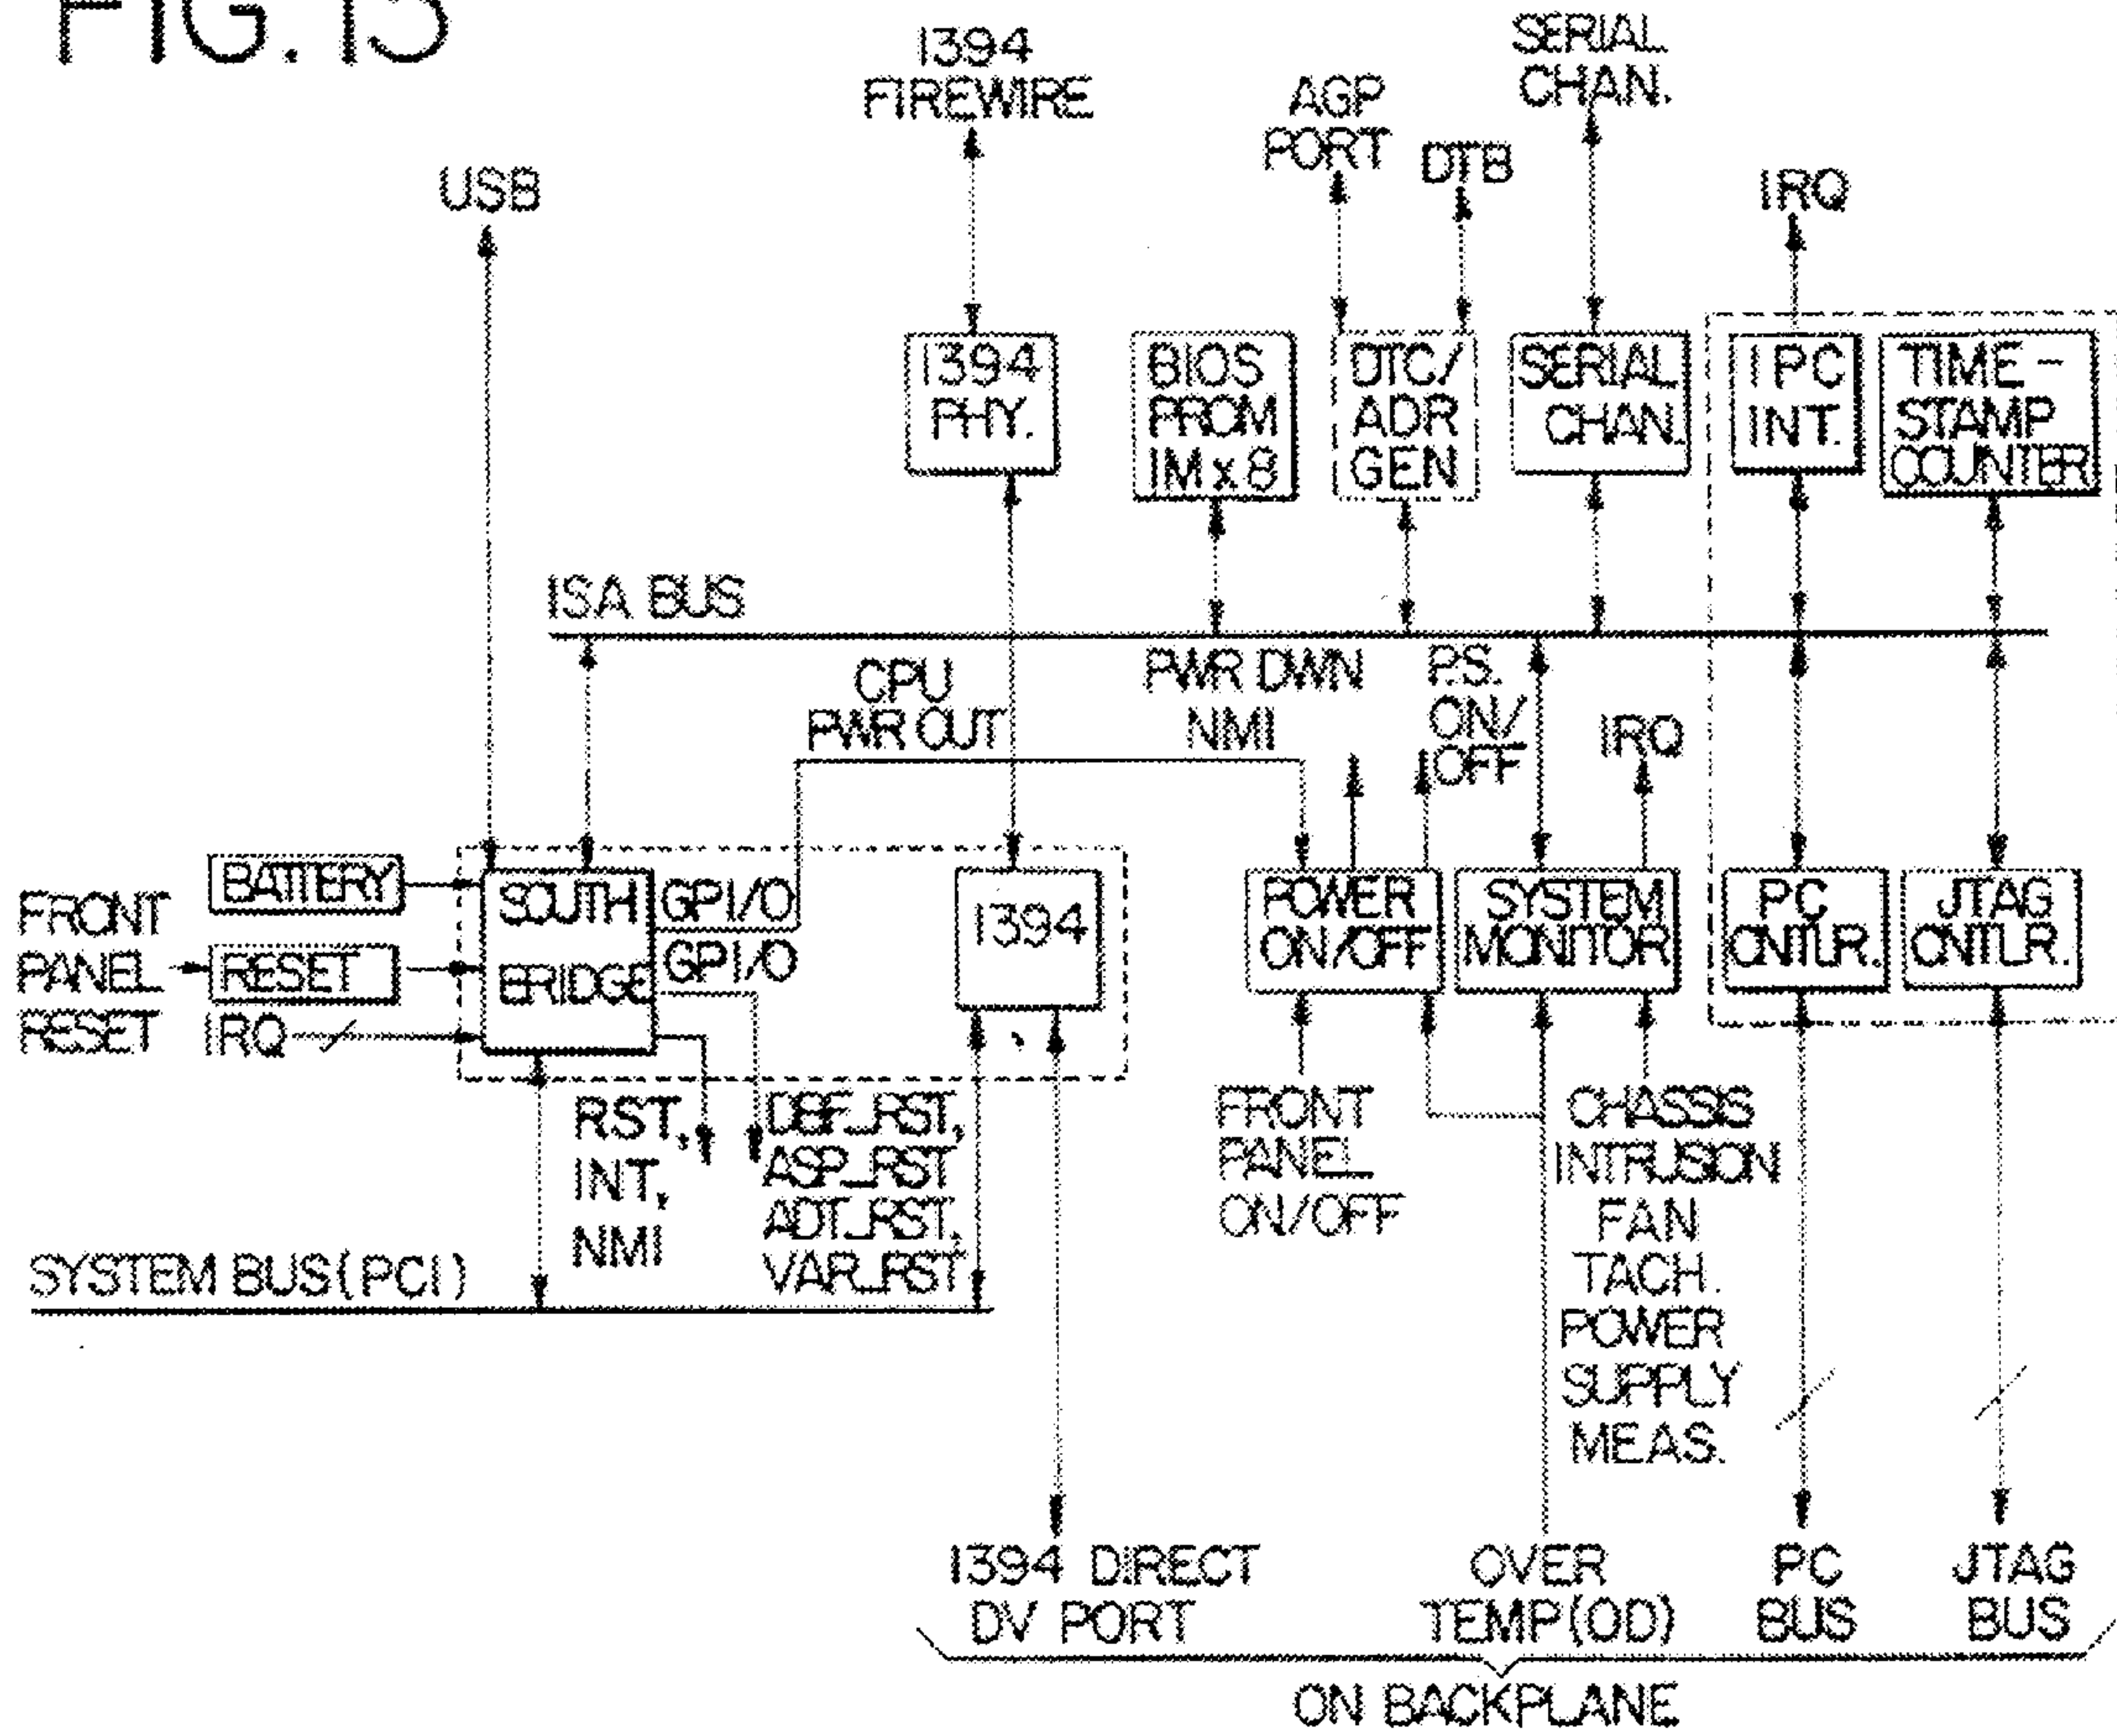 FIG. 15
1394
FIREWIRE
SERIAL
CHAN.
AGP
PORT
DTB
USB
IRQ
1394
PHY.
BIOS
PROM
1M x 8
DTC/
ADR
GEN
SERIAL
CHAN.
IPC
INT.
TIME-
STAMP
COUNTER
ISA BUS
CPU
PWR OUT
PWR DWN
NMI
P.S.
ON/
OFF
IRQ
BATTERY
FRONT
PANEL
RESET
RESET
IRQ
SOUTH
BRIDGE
GPI/O
GPI/O
1394
POWER
ON/OFF
SYSTEM
MONITOR
PC
CNTLR.
JTAG
CNTLR.
RST,
INT,
NMI
DBF_RST,
ASP_RST
ADT_RST,
VAR_RST
FRONT
PANEL
ON/OFF
CHASSIS
INTRUSION
FAN
TACH.
POWER
SUPPLY
MEAS.
SYSTEM BUS(PCI)
1394 DIRECT
DV PORT
OVER
TEMP(OD)
PC
BUS
JTAG
BUS
ON BACKPLANE